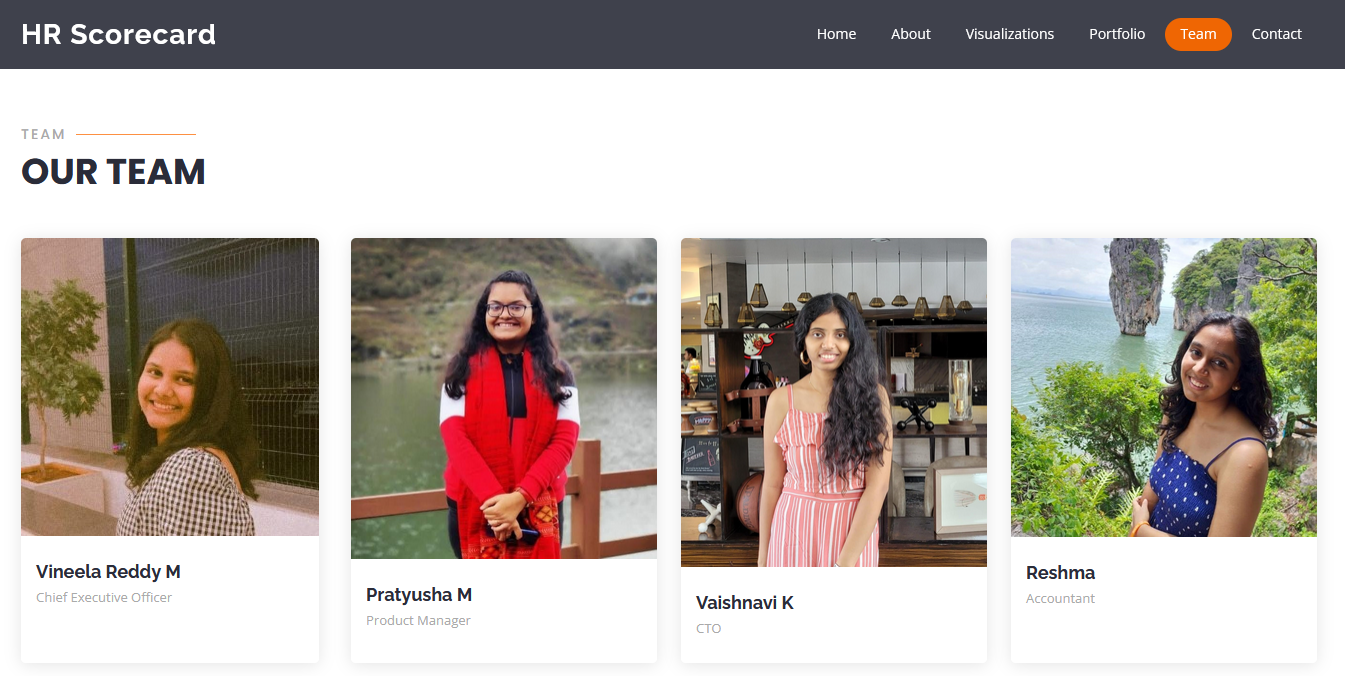 HR Scorecard
Home About Visualizations Portfolio Team Contact
TEAM
OUR TEAM
Vineela Reddy M
Chief Executive Officer
Pratyusha M
Product Manager
Vaishnavi K
CTO
Reshma
Accountant